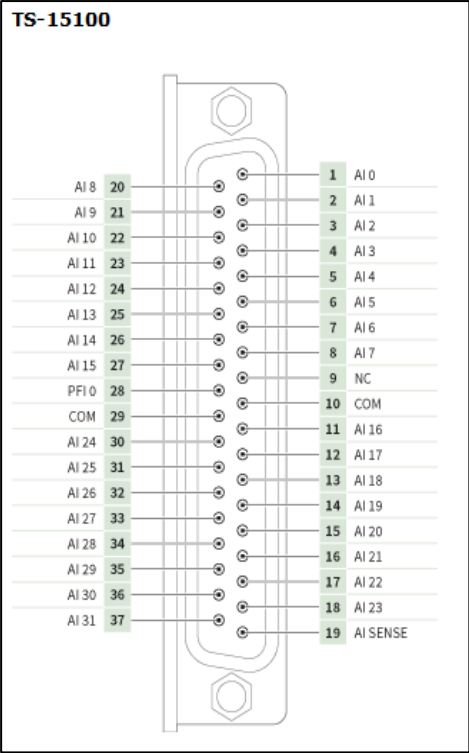 TS-15100
1 AI 0
AI 8 20
2 AI 1
AI 9 21
3 AI 2
AI 10 22
4 AI 3
AI 11 23
5 AI 4
AI 12 24
6 AI 5
AI 13 25
7 AI 6
AI 14 26
8 AI 7
AI 15 27
9 NC
PFI 0 28
10 COM
COM 29
11 AI 16
AI 24 30
12 AI 17
AI 25 31
13 AI 18
AI 26 32
14 AI 19
AI 27 33
15 AI 20
AI 28 34
16 AI 21
AI 29 35
17 AI 22
AI 30 36
18 AI 23
AI 31 37
19 AI SENSE